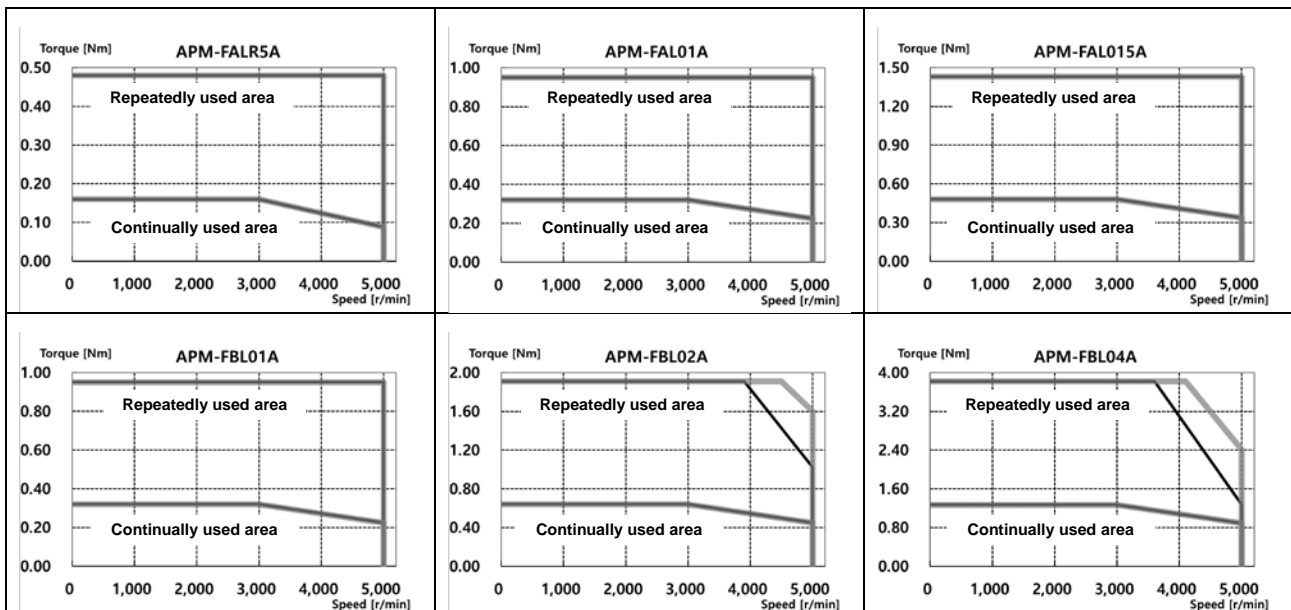 Torque [Nm] APM-FALR5A
0.50
0.40
0.30
0.20
0.10
0.00
Repeatedly used area
Continually used area
0 1,000 2,000 3,000 4,000 5,000
Speed [r/min]
Torque [Nm] APM-FAL01A
1.00
0.80
0.60
0.40
0.20
0.00
Repeatedly used area
Continually used area
0 1,000 2,000 3,000 4,000 5,000
Speed [r/min]
Torque [Nm] APM-FAL015A
1.50
1.20
0.90
0.60
0.30
0.00
Repeatedly used area
Continually used area
0 1,000 2,000 3,000 4,000 5,000
Speed [r/min]
Torque [Nm] APM-FBL01A
1.00
0.80
0.60
0.40
0.20
0.00
Repeatedly used area
Continually used area
0 1,000 2,000 3,000 4,000 5,000
Speed [r/min]
Torque [Nm] APM-FBL02A
2.00
1.60
1.20
0.80
0.40
0.00
Repeatedly used area
Continually used area
0 1,000 2,000 3,000 4,000 5,000
Speed [r/min]
Torque [Nm] APM-FBL04A
4.00
3.20
2.40
1.60
0.80
0.00
Repeatedly used area
Continually used area
0 1,000 2,000 3,000 4,000 5,000
Speed [r/min]